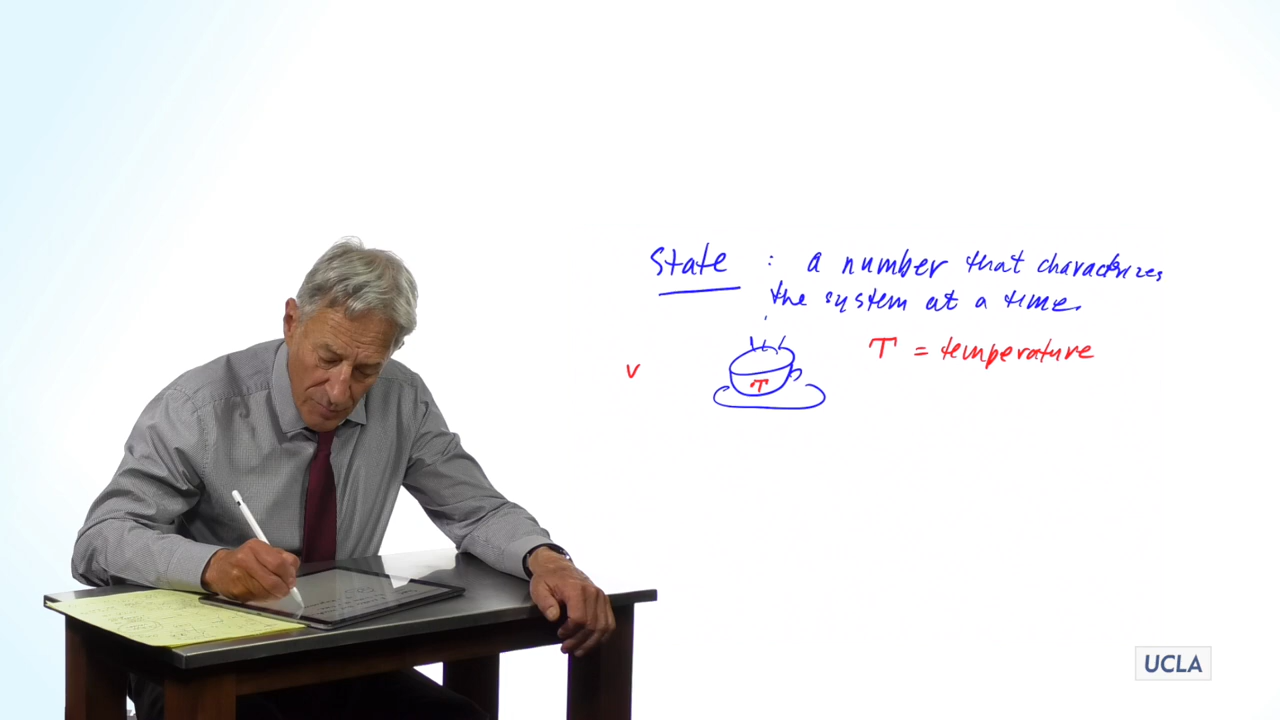 State : a number that characterizes
the system at a time.
T = temperature
v
T
UCLA